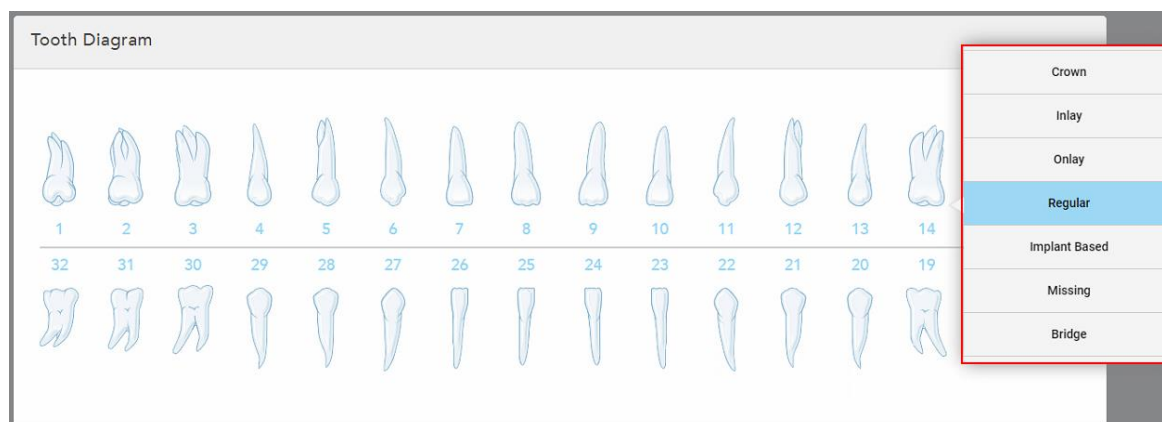 Tooth Diagram
Crown
Inlay
Onlay
Regular
Implant Based
Missing
Bridge
1 2 3 4 5 6 7 8 9 10 11 12 13 14
32 31 30 29 28 27 26 25 24 23 22 21 20 19